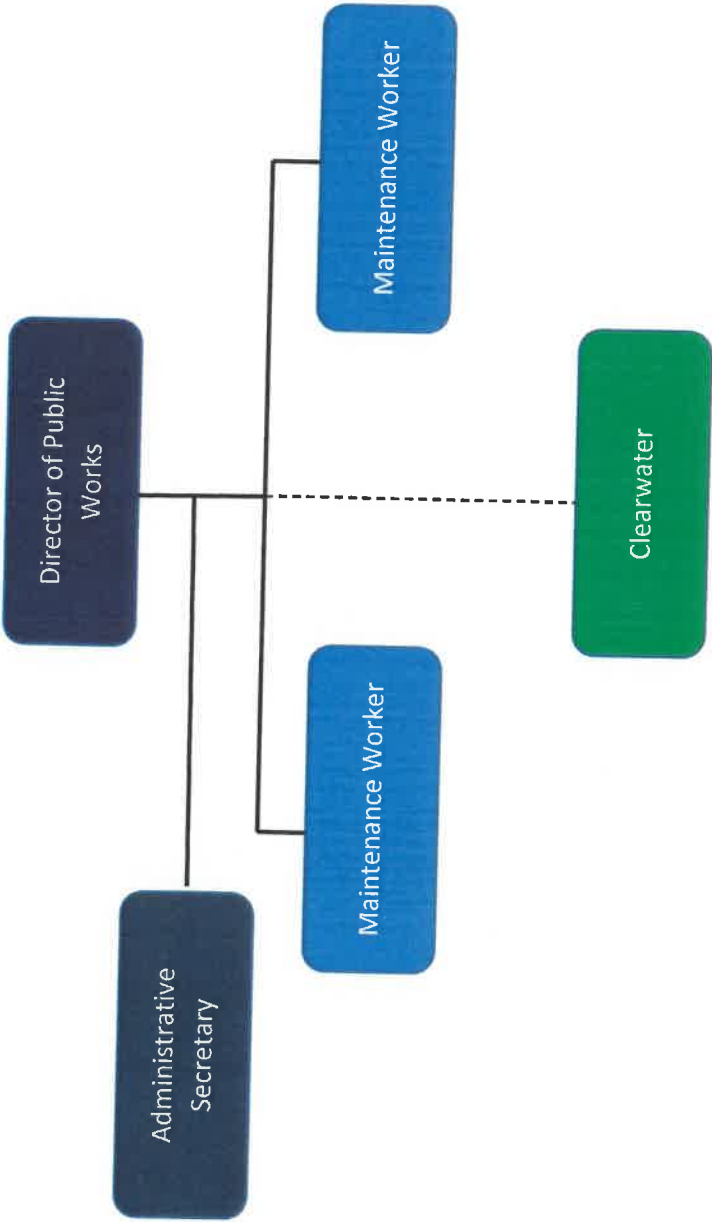 Director of Public
Works
Administrative
Secretary
Maintenance Worker
Maintenance Worker
Clearwater